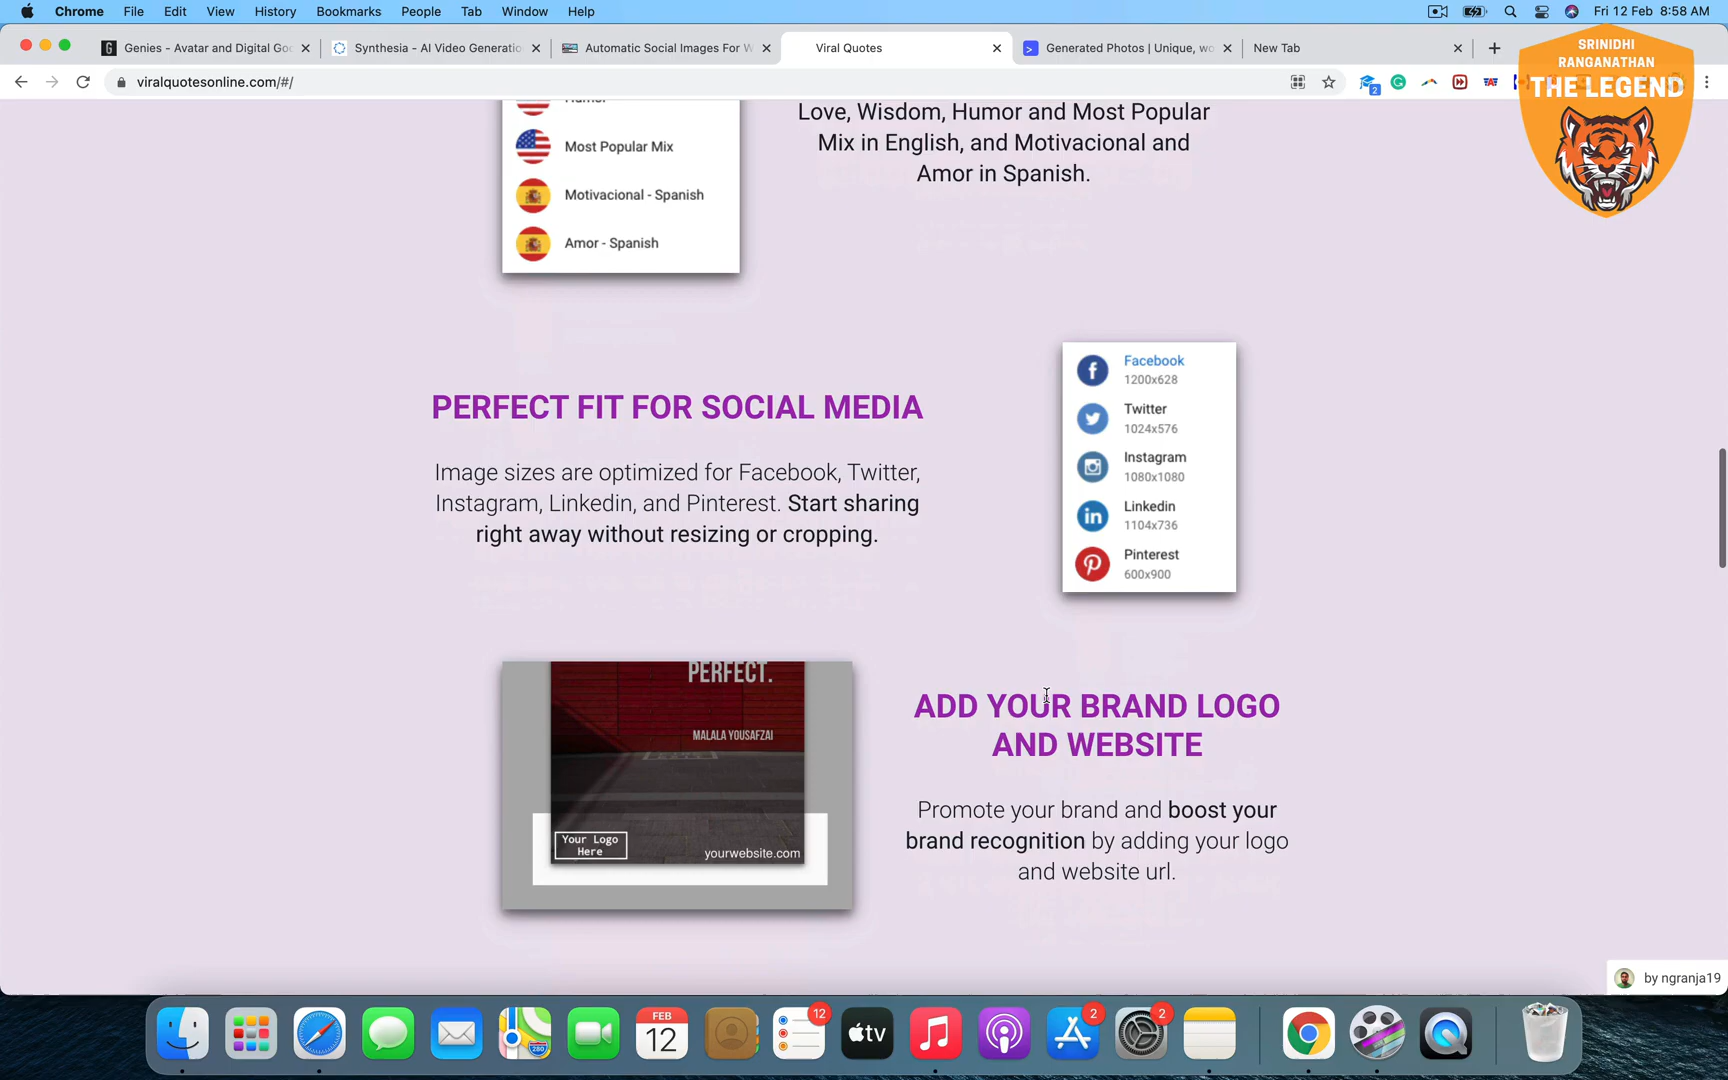 Chrome File Edit View History Bookmarks People Tab Window Help
Fri 12 Feb 8:58 AM
Genies - Avatar and Digital Go
Synthesia - AI Video Generatio
Automatic Social Images For W
Viral Quotes
Generated Photos | Unique, wo
New Tab
viralquotesonline.com/#/
2
SRINIDHI
RANGANATHAN
THE LEGEND
Most Popular Mix
Motivacional - Spanish
Amor - Spanish
Love, Wisdom, Humor and Most Popular
Mix in English, and Motivacional and
Amor in Spanish.
PERFECT FIT FOR SOCIAL MEDIA
Image sizes are optimized for Facebook, Twitter,
Instagram, Linkedin, and Pinterest. Start sharing
right away without resizing or cropping.
Facebook
1200x628
Twitter
1024x576
Instagram
1080x1080
Linkedin
1104x736
Pinterest
600x900
PERFECT.
MALALA YOUSAFZAI
Your Logo
Here
yourwebsite.com
ADD YOUR BRAND LOGO
AND WEBSITE
Promote your brand and boost your
brand recognition by adding your logo
and website url.
by ngranja19
280
FEB
12
12
tv
2
2